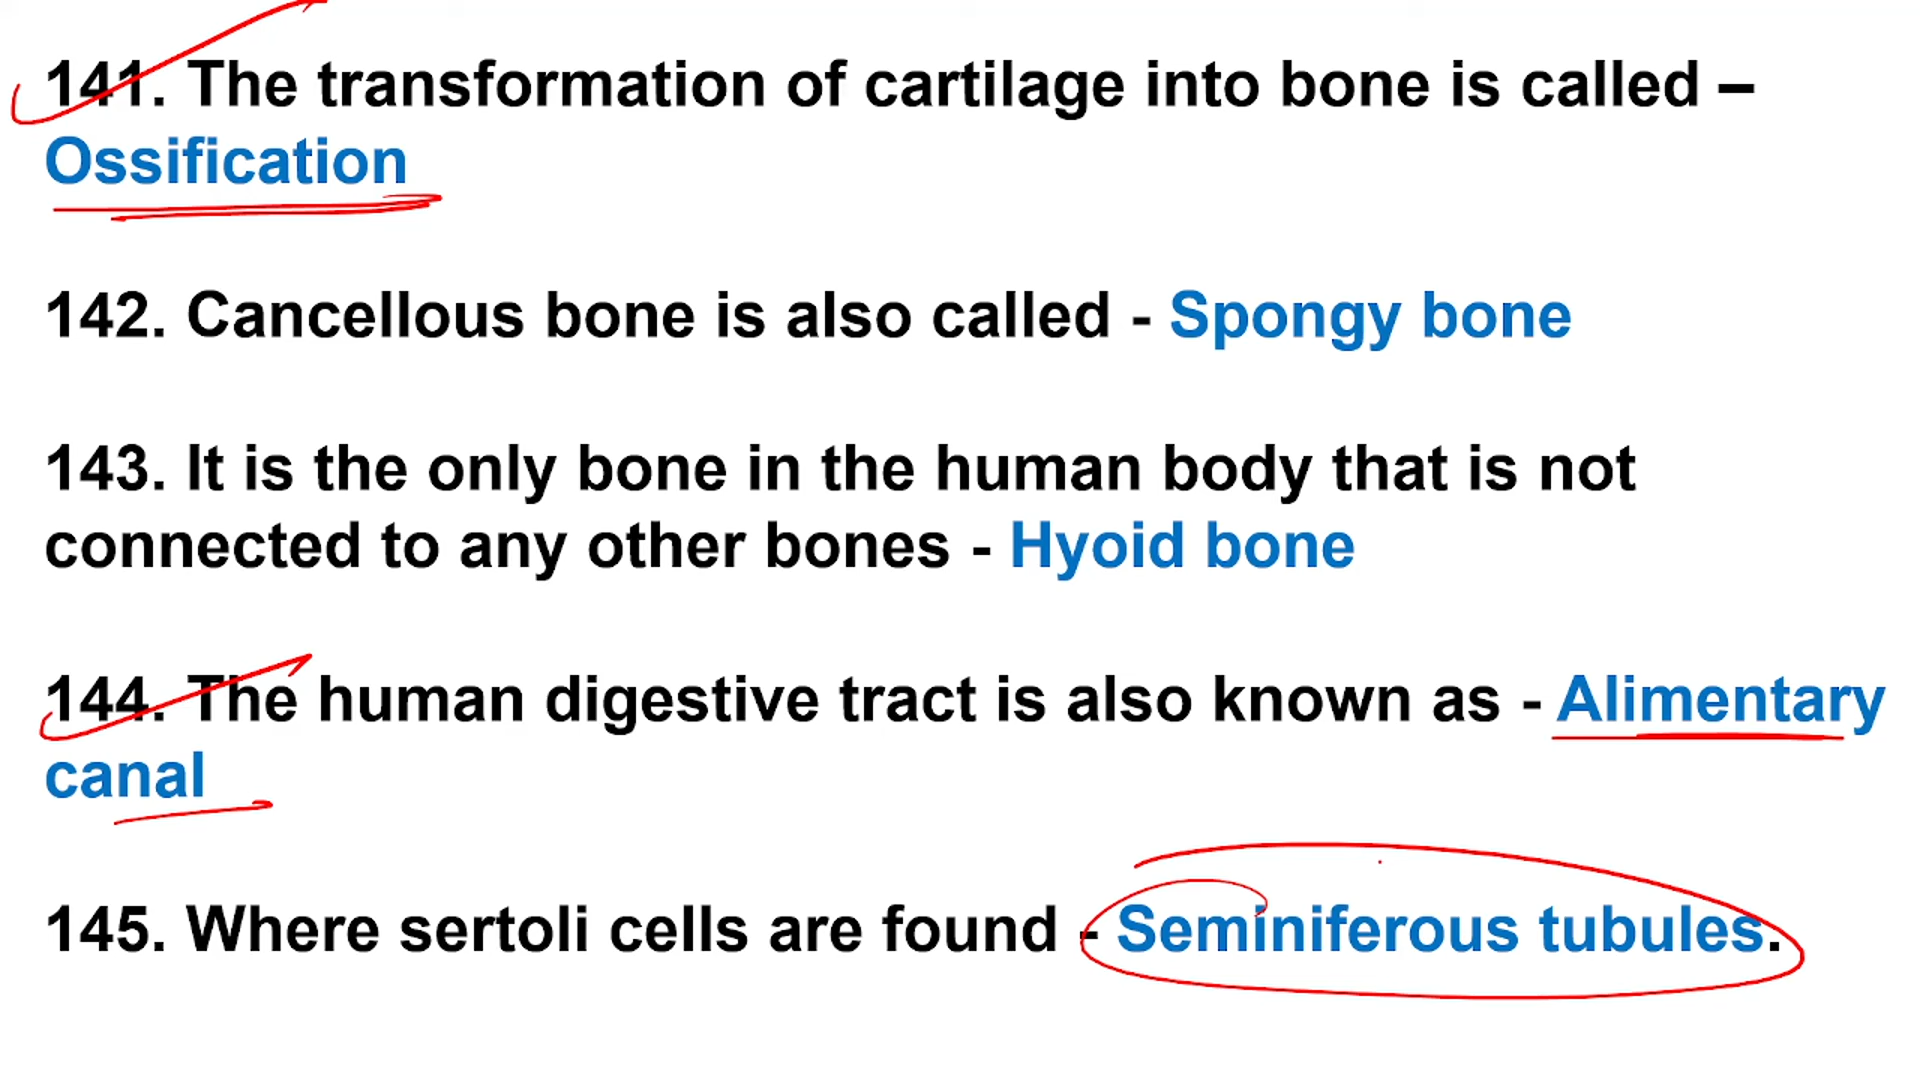 141. The transformation of cartilage into bone is called –
Ossification
142. Cancellous bone is also called - Spongy bone
143. It is the only bone in the human body that is not
connected to any other bones - Hyoid bone
144. The human digestive tract is also known as - Alimentary
canal
145. Where sertoli cells are found - Seminiferous tubules.